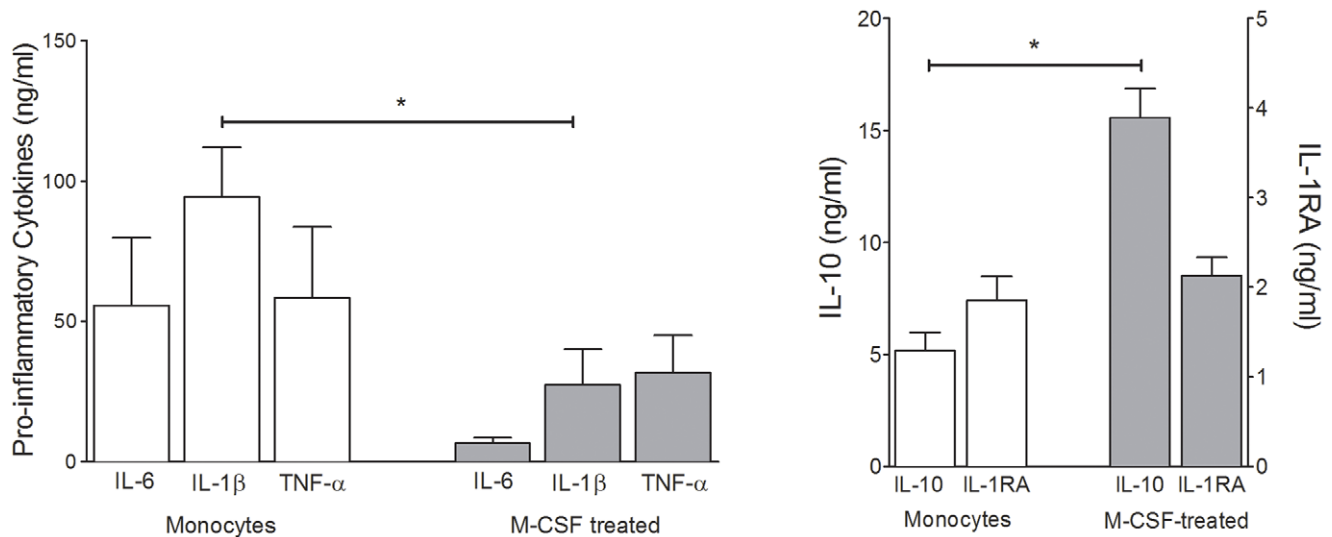 Pro-inflammatory Cytokines (ng/ml)
150
100
50
0
*
IL-6 IL-1β TNF-α IL-6 IL-1β TNF-α
Monocytes M-CSF treated
IL-10 (ng/ml)
20
15
10
5
0
*
IL-10 IL-1RA IL-10 IL-1RA
Monocytes M-CSF-treated
5
4
3
2
1
0
IL-1RA (ng/ml)